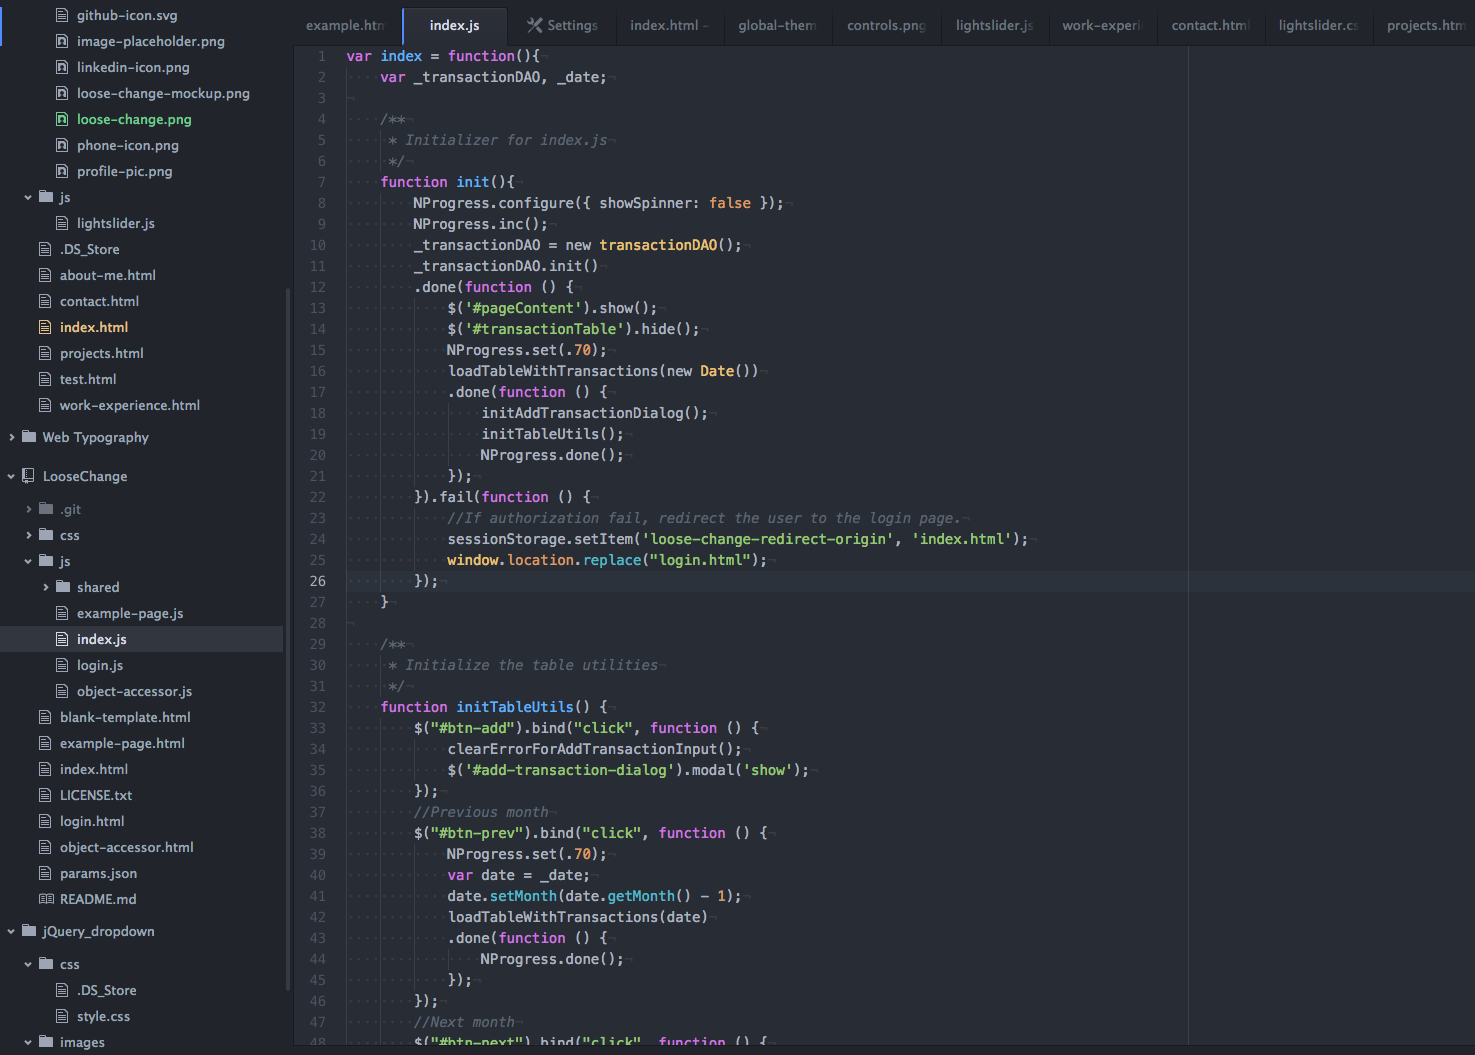 github-icon.svg
image-placeholder.png
linkedin-icon.png
loose-change-mockup.png
loose-change.png
phone-icon.png
profile-pic.png
js
lightslider.js
.DS_Store
about-me.html
contact.html
index.html
projects.html
test.html
work-experience.html
Web Typography
LooseChange
.git
css
js
shared
example-page.js
index.js
login.js
object-accessor.js
blank-template.html
example-page.html
index.html
LICENSE.txt
login.html
object-accessor.html
params.json
README.md
jQuery_dropdown
css
.DS_Store
style.css
images
example.htm index.js Settings index.html - global-them controls.png lightslider.js work-experi contact.html lightslider.cs projects.htm
1 var index = function(){
2 var _transactionDAO, _date;
3
4 /**
5 * Initializer for index.js
6 */
7 function init(){
8 NProgress.configure({ showSpinner: false });
9 NProgress.inc();
10 _transactionDAO = new transactionDAO();
11 _transactionDAO.init()
12 .done(function () {
13 $('#pageContent').show();
14 $('#transactionTable').hide();
15 NProgress.set(.70);
16 loadTableWithTransactions(new Date())
17 .done(function () {
18 initAddTransactionDialog();
19 initTableUtils();
20 NProgress.done();
21 });
22 }).fail(function () {
23 //If authorization fail, redirect the user to the login page.
24 sessionStorage.setItem('loose-change-redirect-origin', 'index.html');
25 window.location.replace("login.html");
26 });
27 }
28
29 /**
30 * Initialize the table utilities
31 */
32 function initTableUtils() {
33 $("#btn-add").bind("click", function () {
34 clearErrorForAddTransactionInput();
35 $('#add-transaction-dialog').modal('show');
36 });
37 //Previous month
38 $("#btn-prev").bind("click", function () {
39 NProgress.set(.70);
40 var date = _date;
41 date.setMonth(date.getMonth() - 1);
42 loadTableWithTransactions(date)
43 .done(function () {
44 NProgress.done();
45 });
46 });
47 //Next month
48 $("#btn-next").bind("click", function () {